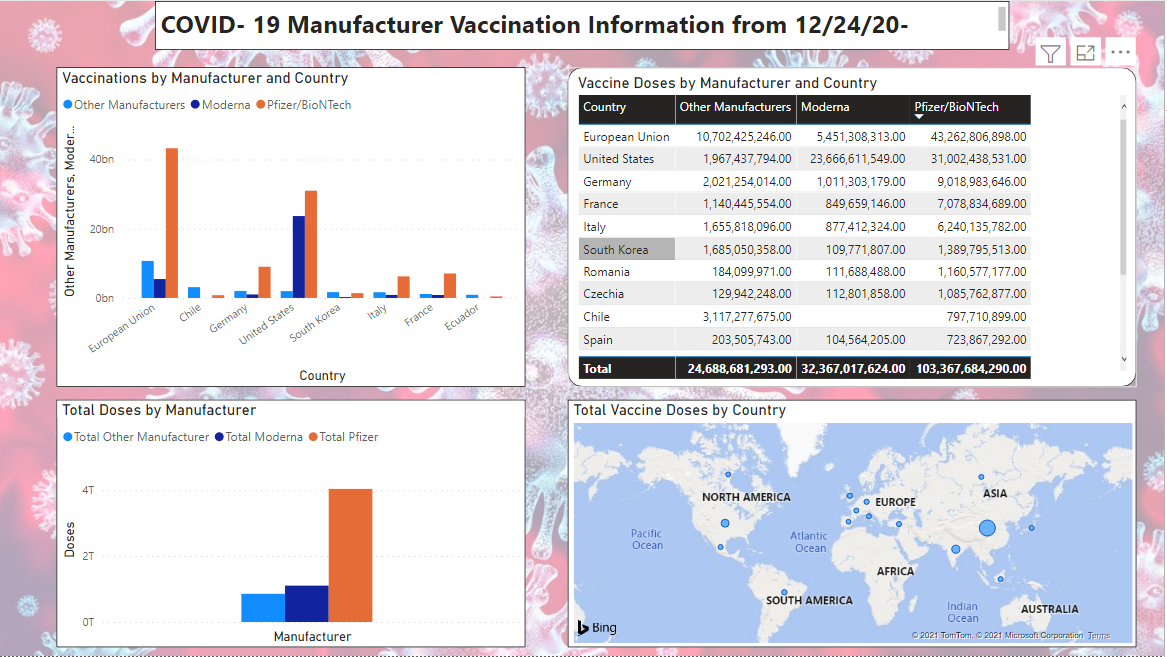 COVID- 19 Manufacturer Vaccination Information from 12/24/20-
Vaccinations by Manufacturer and Country
Other Manufacturers Moderna Pfizer/BioNTech
Other Manufacturers, Moder...
40bn
20bn
0bn
European Union Chile Germany United States South Korea Italy France Ecuador
Country
Vaccine Doses by Manufacturer and Country
Country Other Manufacturers Moderna Pfizer/BioNTech
European Union 10,702,425,246.00 5,451,308,313.00 43,262,806,898.00
United States 1,967,437,794.00 23,666,611,549.00 31,002,438,531.00
Germany 2,021,254,014.00 1,011,303,179.00 9,018,983,646.00
France 1,140,445,554.00 849,659,146.00 7,078,834,689.00
Italy 1,655,818,096.00 877,412,324.00 6,240,135,782.00
South Korea 1,685,050,358.00 109,771,807.00 1,389,795,513.00
Romania 184,099,971.00 111,688,488.00 1,160,577,177.00
Czechia 129,942,248.00 112,801,858.00 1,085,762,877.00
Chile 3,117,277,675.00 797,710,899.00
Spain 203,505,743.00 104,564,205.00 723,867,292.00
Total 24,688,681,293.00 32,367,017,624.00 103,367,684,290.00
Total Doses by Manufacturer
Total Other Manufacturer Total Moderna Total Pfizer
Doses
4T
2T
0T
Manufacturer
Total Vaccine Doses by Country
NORTH AMERICA
EUROPE
ASIA
Pacific
Ocean
Atlantic
Ocean
AFRICA
SOUTH AMERICA
Indian
Ocean
AUSTRALIA
Bing
© 2021 TomTom, © 2021 Microsoft Corporation Terms